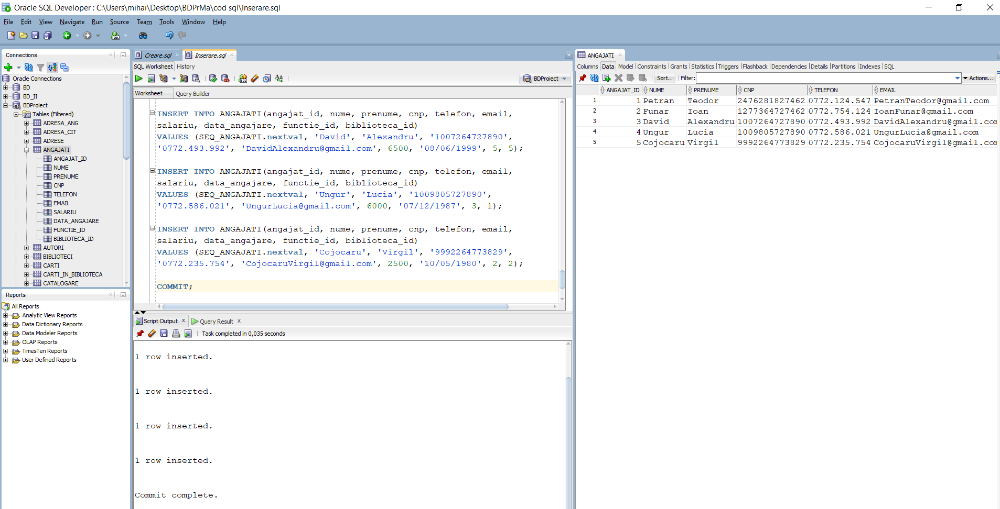 Oracle SQL Developer : C:\Users\mihai\Desktop\BDPrMa\cod sql\Inserare.sql
File Edit View Navigate Run Source Team Tools Window Help
Connections
Oracle Connections
BD
BD_II
BDProiect
Tables (Filtered)
ADRESA_ANG
ADRESA_CIT
ADRESE
ANGAJATI
ANGAJAT_ID
NUME
PRENUME
CNP
TELEFON
EMAIL
SALARIU
DATA_ANGAJARE
FUNCTIE_ID
BIBLIOTECA_ID
AUTORI
BIBLIOTECI
CARTI
CARTI_IN_BIBLIOTECA
CATALOGARE
Reports
All Reports
Analytic View Reports
Data Dictionary Reports
Data Modeler Reports
OLAP Reports
TimesTen Reports
User Defined Reports
Creare.sql Inserare.sql
SQL Worksheet History
BDProiect
Worksheet Query Builder
INSERT INTO ANGAJATI(angajat_id, nume, prenume, cnp, telefon, email,
salariu, data_angajare, functie_id, biblioteca_id)
VALUES (SEQ_ANGAJATI.nextval, 'David', 'Alexandru', '1007264727890',
'0772.493.992', 'DavidAlexandru@gmail.com', 6500, '08/06/1999', 5, 5);
INSERT INTO ANGAJATI(angajat_id, nume, prenume, cnp, telefon, email,
salariu, data_angajare, functie_id, biblioteca_id)
VALUES (SEQ_ANGAJATI.nextval, 'Ungur', 'Lucia', '1009805727890',
'0772.586.021', 'UngurLucia@gmail.com', 6000, '07/12/1987', 3, 1);
INSERT INTO ANGAJATI(angajat_id, nume, prenume, cnp, telefon, email,
salariu, data_angajare, functie_id, biblioteca_id)
VALUES (SEQ_ANGAJATI.nextval, 'Cojocaru', 'Virgil', '9992264773829',
'0772.235.754', 'CojocaruVirgil@gmail.com', 2500, '10/05/1980', 2, 2);
COMMIT;
Script Output Query Result
Task completed in 0,035 seconds
1 row inserted.
1 row inserted.
1 row inserted.
1 row inserted.
Commit complete.
ANGAJATI
Columns Data Model Constraints Grants Statistics Triggers Flashback Dependencies Details Partitions Indexes SQL
Sort.. Filter: Actions...
ANGAJAT_ID NUME PRENUME CNP TELEFON EMAIL
1 1 Petran Teodor 2476281827462 0772.124.547 PetranTeodor@gmail.com
2 2 Funar Ioan 1277364727462 0772.754.124 IoanFunar@gmail.com
3 3 David Alexandru 1007264727890 0772.493.992 DavidAlexandru@gmail.com
4 4 Ungur Lucia 1009805727890 0772.586.021 UngurLucia@gmail.com
5 5 Cojocaru Virgil 9992264773829 0772.235.754 CojocaruVirgil@gmail.com